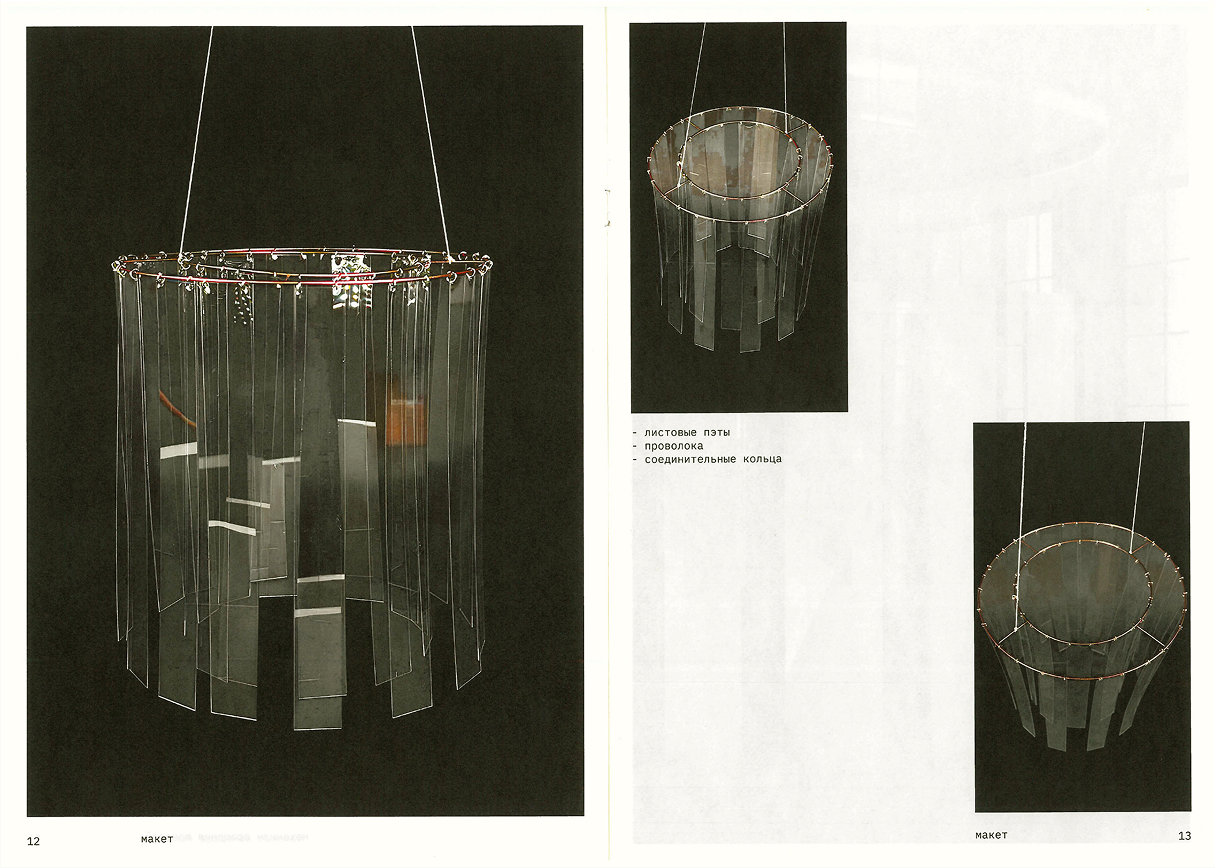 - листовые пэты
- проволока
- соединительные кольца
12
макет
макет
13